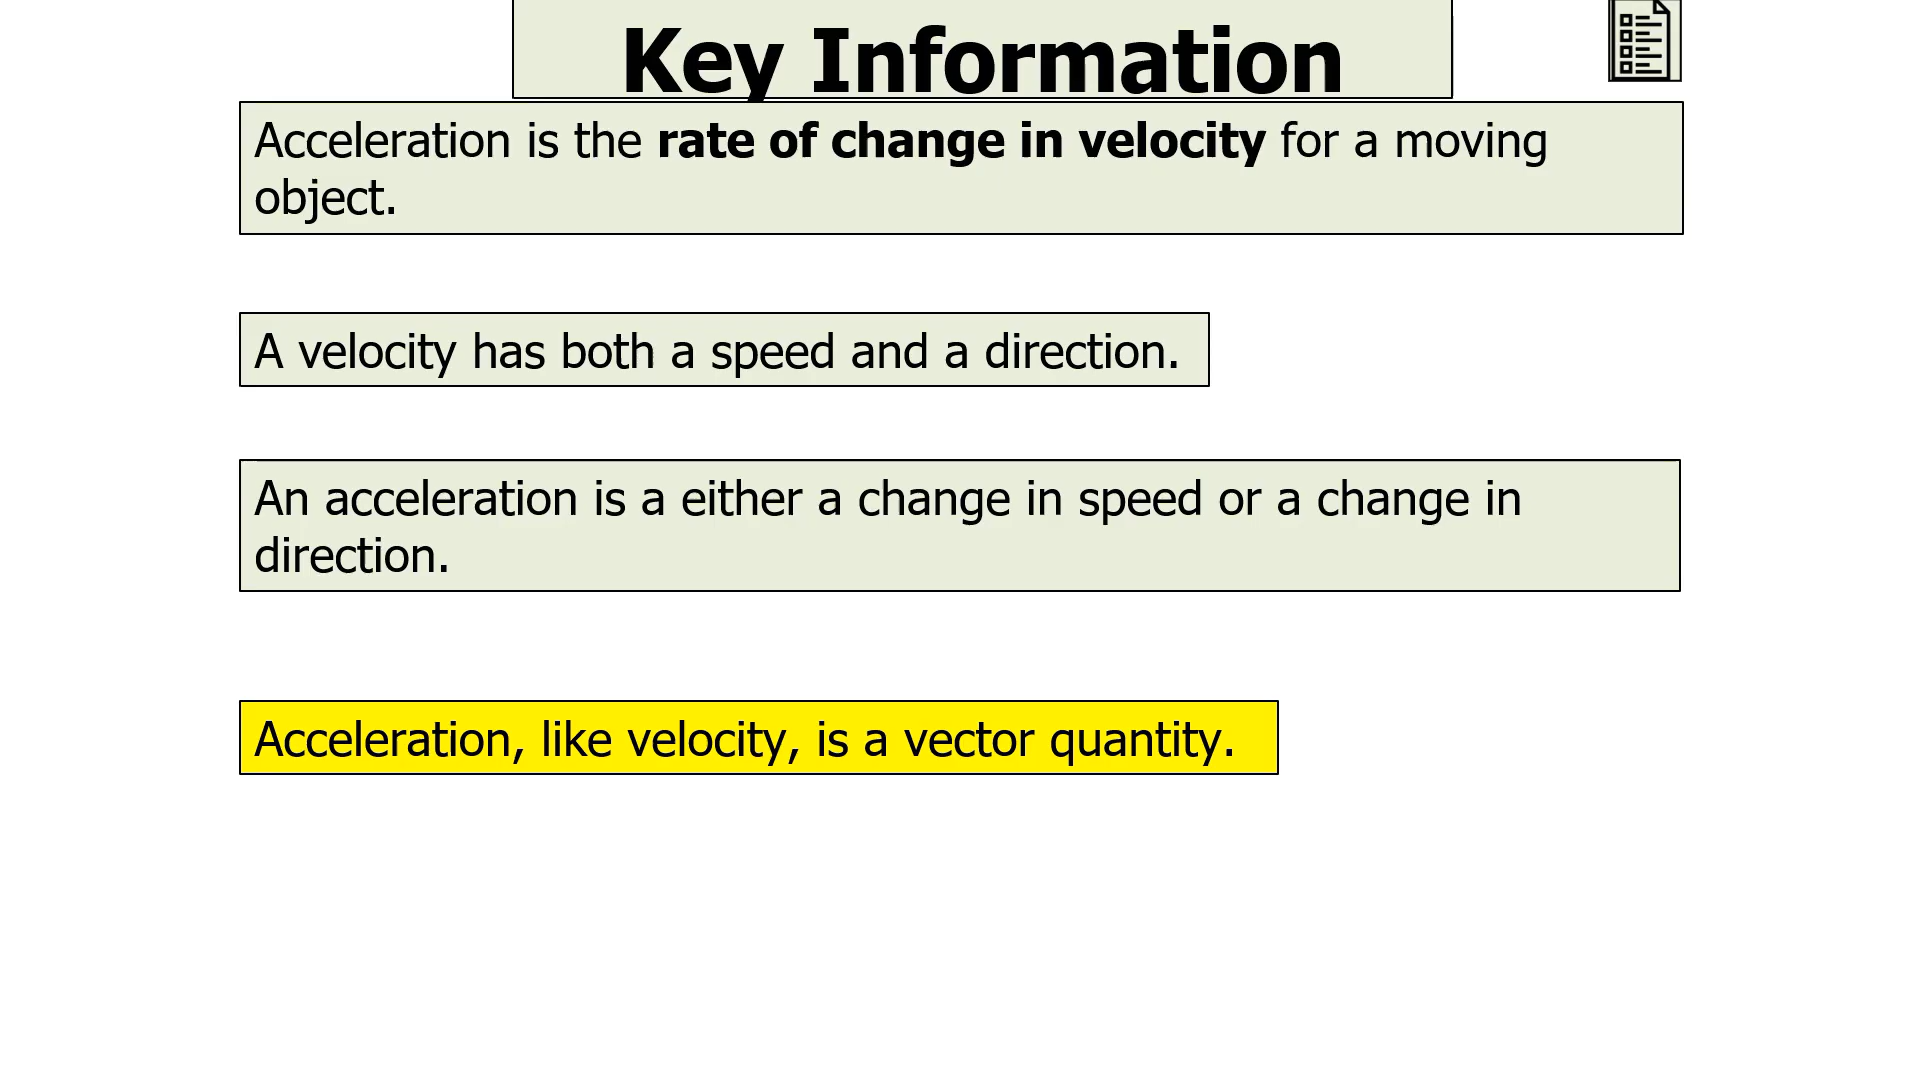 Key Information
Acceleration is the rate of change in velocity for a moving
object.
A velocity has both a speed and a direction.
An acceleration is a either a change in speed or a change in
direction.
Acceleration, like velocity, is a vector quantity.